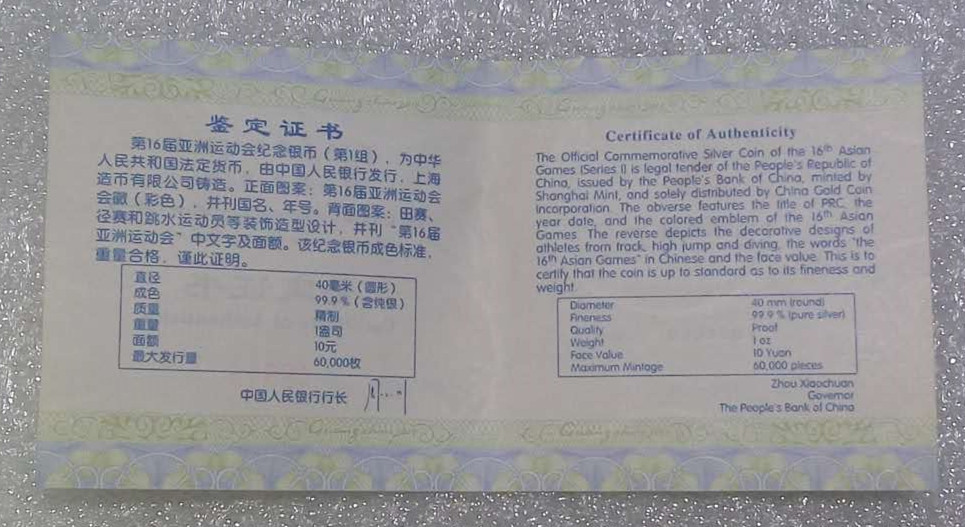 鉴定证书
第16届亚洲运动会纪念银币（第1组），为中华
人民共和国法定货币，由中国人民银行发行，上海
造币有限公司铸造。正面图案：第16届亚洲运动会
会徽（彩色），并刊国名、年号。背面图案：田赛、
径赛和跳水运动员等装饰造型设计，并刊“第16届
亚洲运动会”中文字及面额。该纪念银币成色标准，
重量合格，谨此证明。
直径 40毫米（圆形）
成色 99.9％（含纯银）
质量 精制
重量 1盎司
面额 10元
最大发行量 60,000枚
中国人民银行行长
Certificate of Authenticity
The Official Commemorative Silver Coin of the 16th Asian
Games (Series I) is legal tender of the People's Republic of
China, issued by the People's Bank of China, minted by
Shanghai Mint, and solely distributed by China Gold Coin
Incorporation. The obverse features the title of PRC, the
year date, and the colored emblem of the 16th Asian
Games. The reverse depicts the decorative designs of
athletes from track, high jump and diving, the words "the
16th Asian Games" in Chinese and the face value. This is to
certify that the coin is up to standard as to its fineness and
weight.
Diameter 40 mm (round)
Fineness 99.9 % (pure silver)
Quality Proof
Weight 1 oz
Face Value 10 Yuan
Maximum Mintage 60,000 pieces
Zhou Xiaochuan
Governor
The People's Bank of China